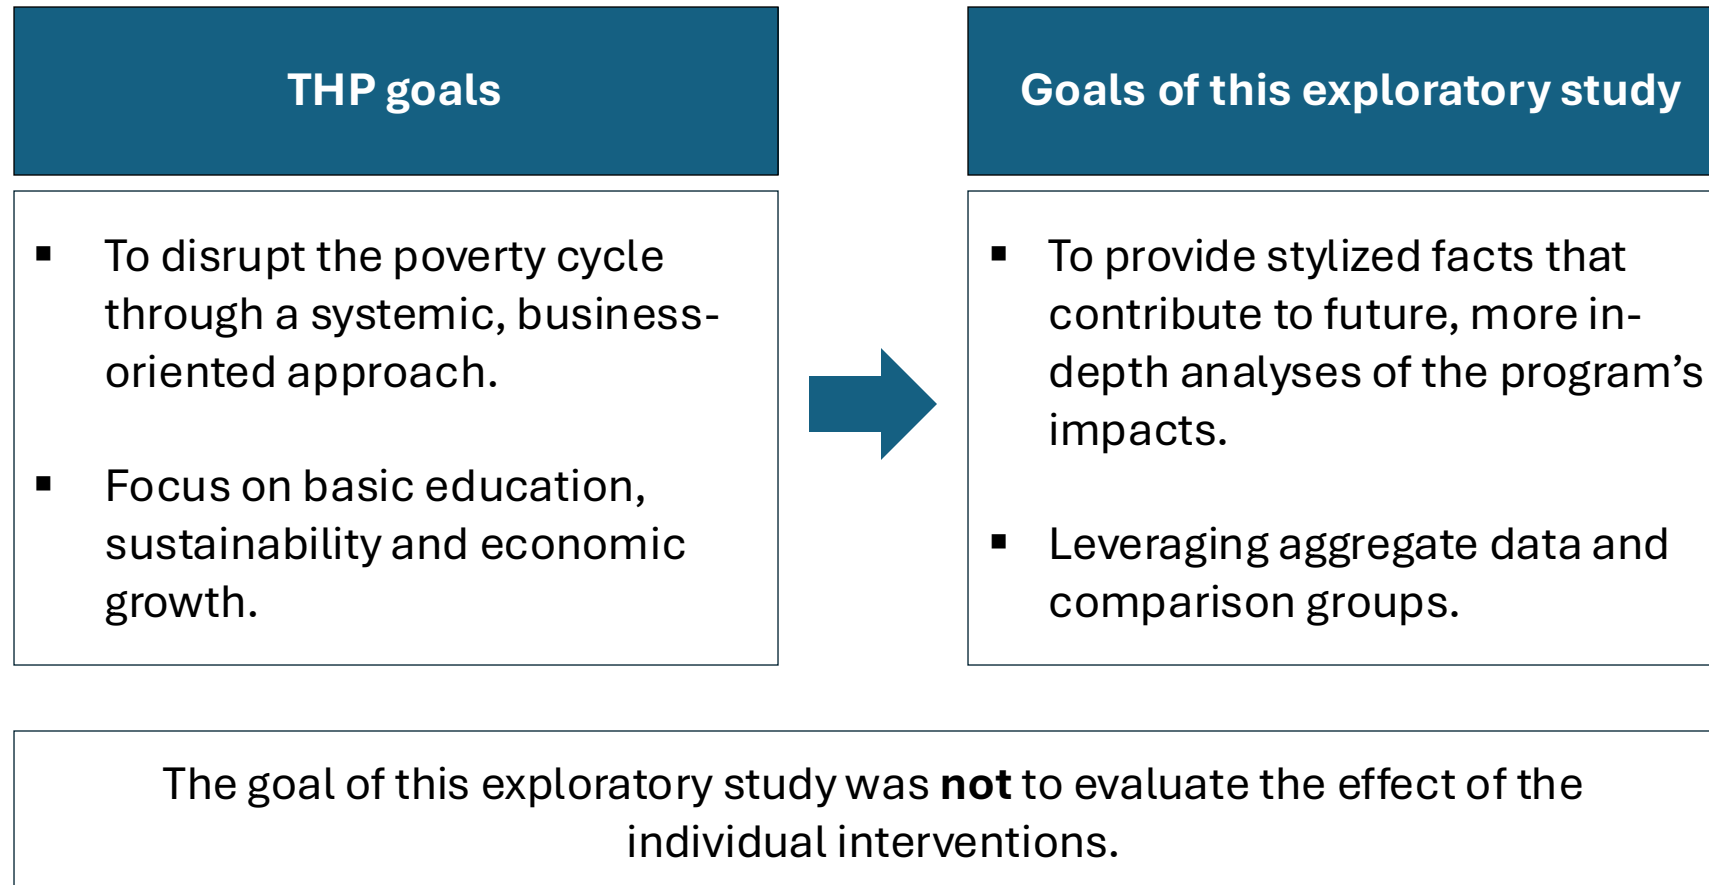 THP goals
▪ To disrupt the poverty cycle
through a systemic, business-
oriented approach.
▪ Focus on basic education,
sustainability and economic
growth.
Goals of this exploratory study
▪ To provide stylized facts that
contribute to future, more in-
depth analyses of the program’s
impacts.
▪ Leveraging aggregate data and
comparison groups.
The goal of this exploratory study was not to evaluate the effect of the
individual interventions.